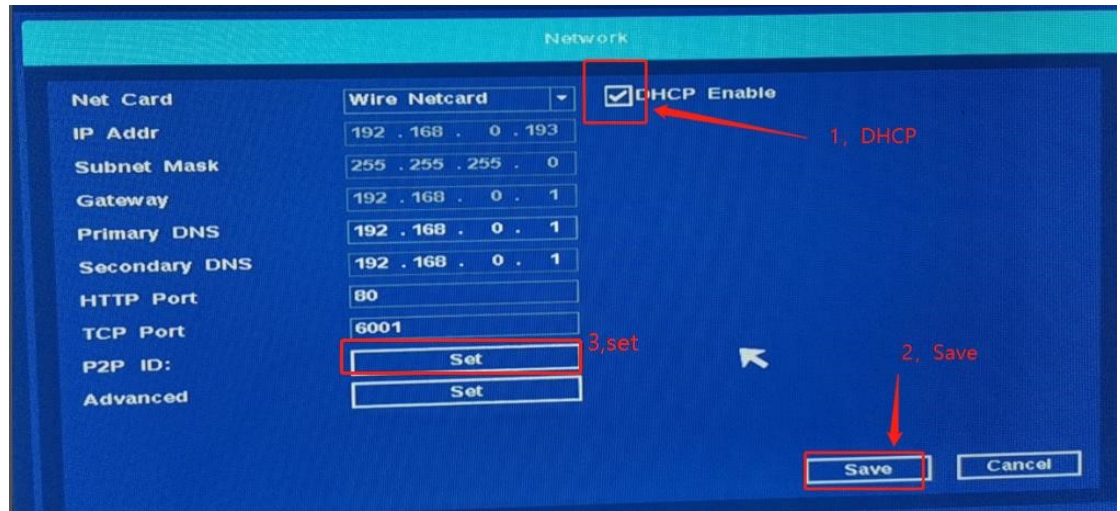 Network
Net Card Wire Netcard DHCP Enable
1, DHCP
IP Addr 192 . 168 . 0 . 193
Subnet Mask 255 . 255 . 255 . 0
Gateway 192 . 168 . 0 . 1
Primary DNS 192 . 168 . 0 . 1
Secondary DNS 192 . 168 . 0 . 1
HTTP Port 80
TCP Port 6001
3,set
P2P ID: Set
2, Save
Advanced Set
Save Cancel